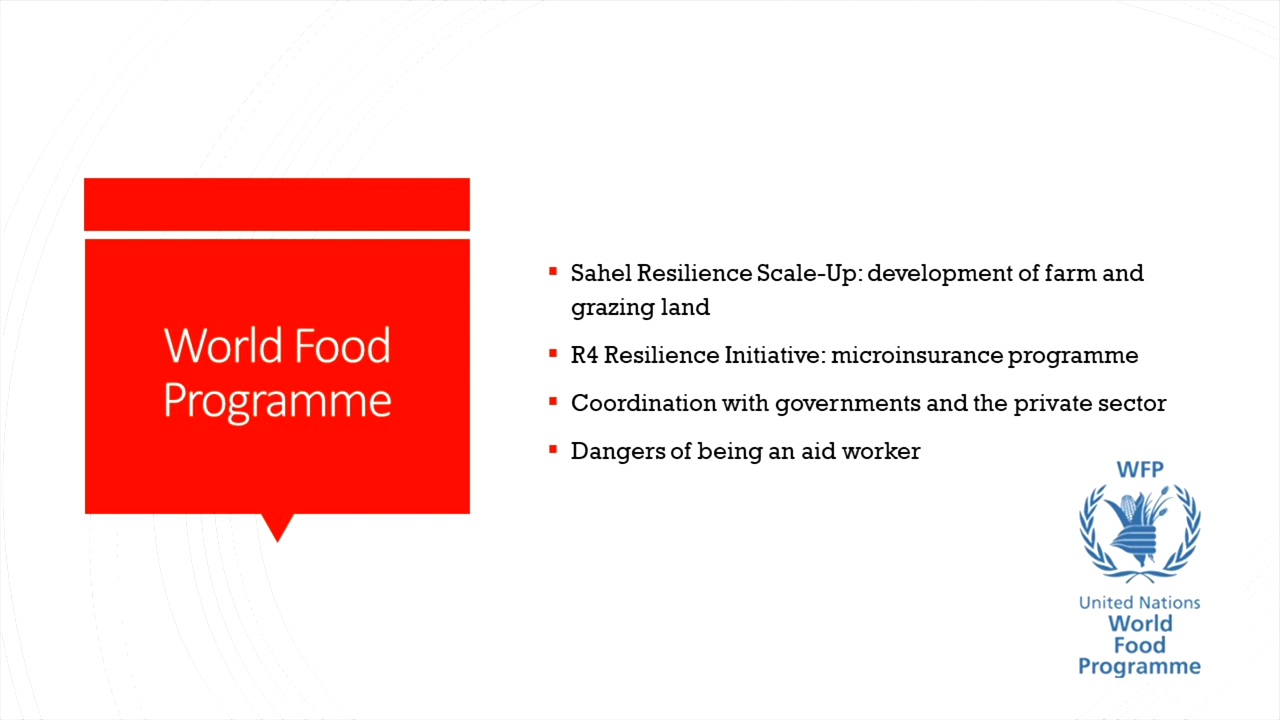 World Food
Programme
Sahel Resilience Scale-Up: development of farm and
grazing land
R4 Resilience Initiative: microinsurance programme
Coordination with governments and the private sector
Dangers of being an aid worker
WFP
United Nations
World
Food
Programme